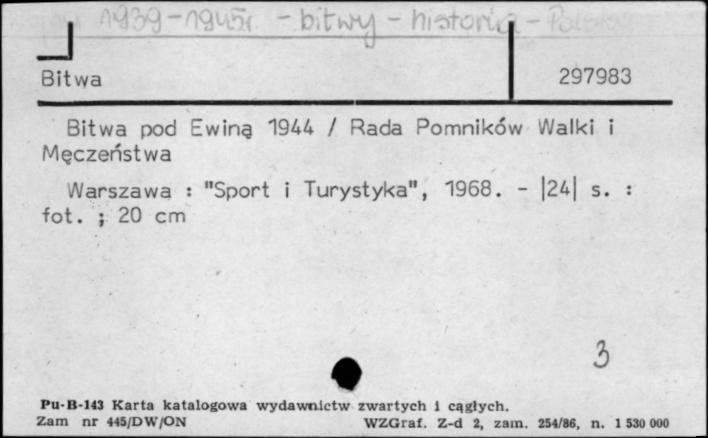 1939-1945r. - bitwy - historia - Polska
Bitwa 297983
Bitwa pod Ewiną 1944 / Rada Pomników Walki i
Męczeństwa
Warszawa : "Sport i Turystyka", 1968. - |24| s. :
fot. ; 20 cm
3
Pu-B-143 Karta katalogowa wydawnictw zwartych i ciągłych.
Zam nr 445/DW/ON WZGraf. Z-d 2, zam. 254/86, n. 1 530 000